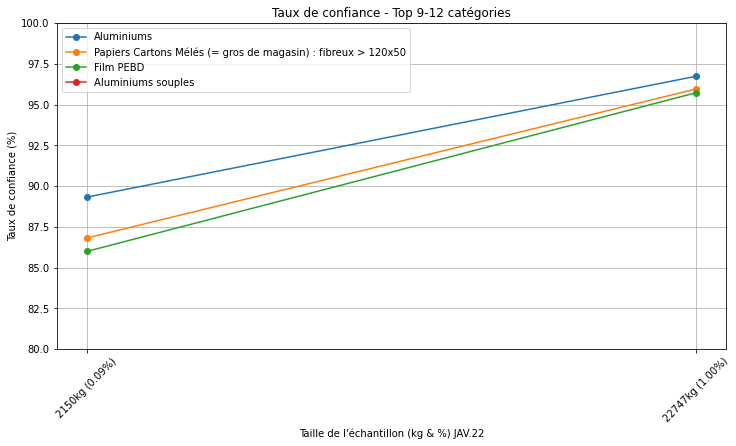 Taux de confiance - Top 9-12 catégories
100.0
97.5
95.0
92.5
90.0
87.5
85.0
82.5
80.0
Taux de confiance (%)
Aluminiums
Papiers Cartons Mélés (= gros de magasin) : fibreux > 120x50
Film PEBD
Aluminiums souples
2150kg (0.09%)
22747kg (1.00%)
Taille de l'échantillon (kg & %) JAV.22